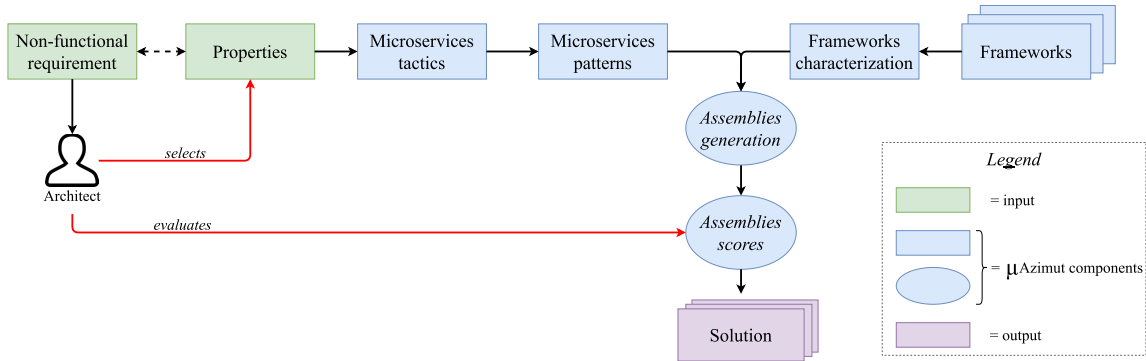 Non-functional
requirement
Properties
Microservices
tactics
Microservices
patterns
Frameworks
characterization
Frameworks
Assemblies
generation
selects
Architect
evaluates
Assemblies
scores
Solution
Legend
= input
= μAzimut components
= output